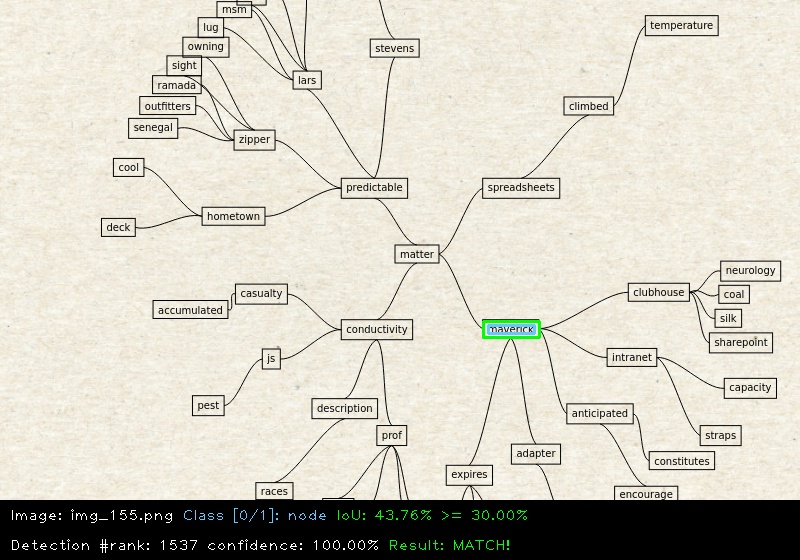 msm
lug
owning
sight
ramada
outfitters
senegal
zipper
lars
stevens
temperature
climbed
cool
predictable
spreadsheets
deck
hometown
matter
casualty
accumulated
conductivity
maverick
clubhouse
neurology
coal
silk
sharepoint
js
intranet
capacity
pest
description
anticipated
straps
prof
adapter
constitutes
expires
races
encourage
Image: img_155.png Class [0/1]: node IoU: 43.76% >= 30.00%
Detection #rank: 1537 confidence: 100.00% Result: MATCH!